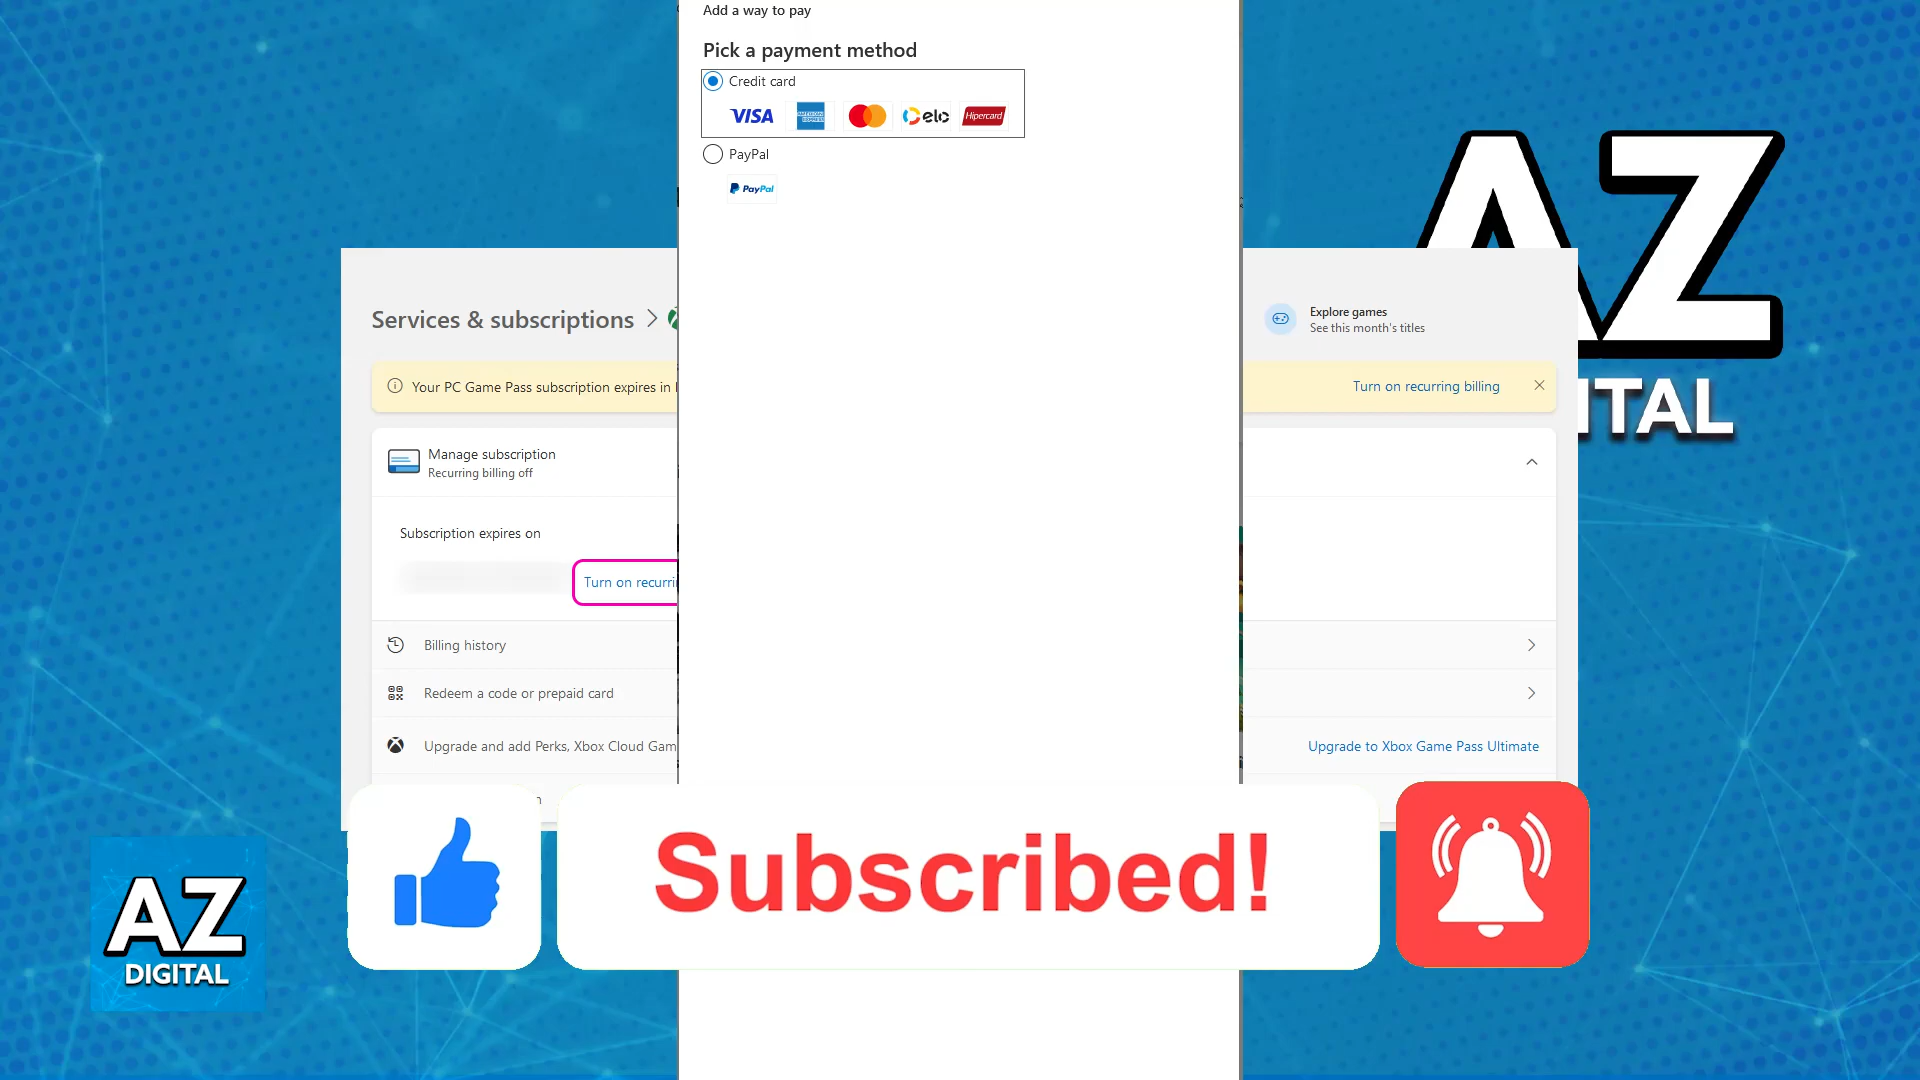 Add a way to pay
Pick a payment method
Credit card
VISA AMERICAN EXPRESS elo Hipercard
PayPal
PayPal
AZ
DIGITAL
Services & subscriptions
Explore games
See this month's titles
Your PC Game Pass subscription expires in
Turn on recurring billing
Manage subscription
Recurring billing off
Subscription expires on
Turn on recurri
Billing history
Redeem a code or prepaid card
Upgrade and add Perks, Xbox Cloud Gam
Upgrade to Xbox Game Pass Ultimate
Subscribed!
AZ
DIGITAL